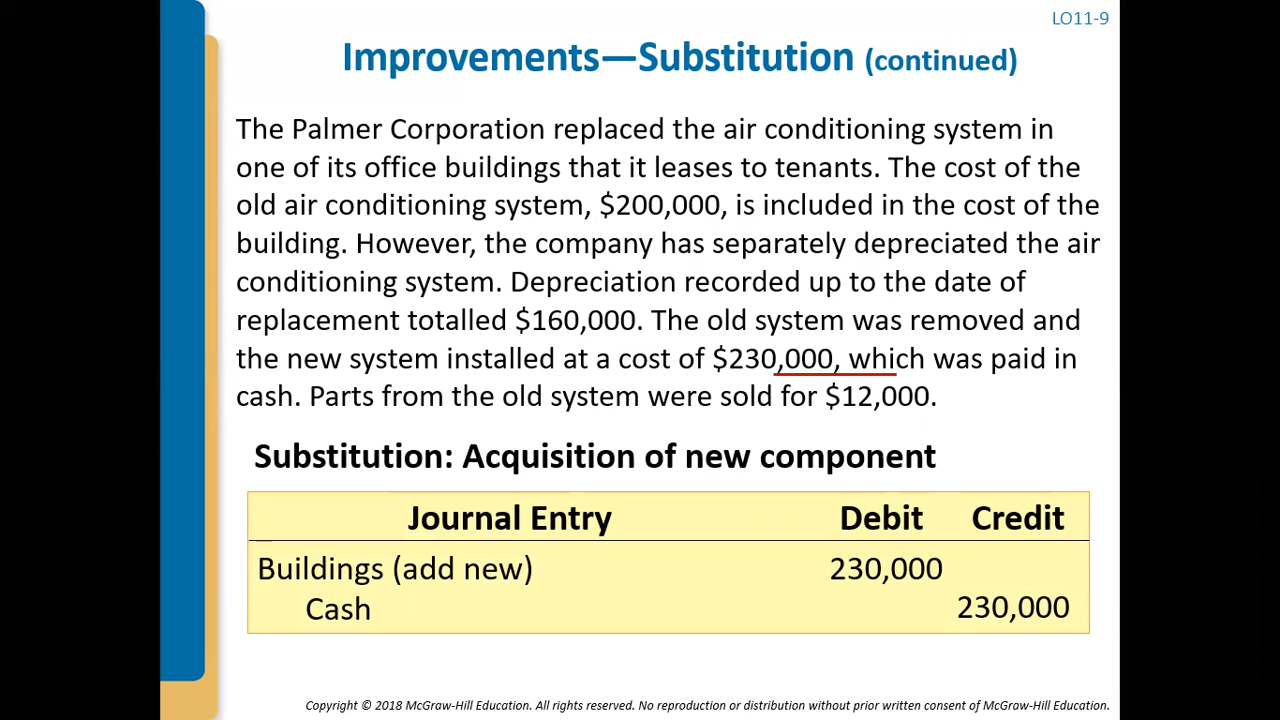 LO11-9
Improvements—Substitution (continued)
The Palmer Corporation replaced the air conditioning system in
one of its office buildings that it leases to tenants. The cost of the
old air conditioning system, $200,000, is included in the cost of the
building. However, the company has separately depreciated the air
conditioning system. Depreciation recorded up to the date of
replacement totalled $160,000. The old system was removed and
the new system installed at a cost of $230,000, which was paid in
cash. Parts from the old system were sold for $12,000.
Substitution: Acquisition of new component
Journal Entry Debit Credit
Buildings (add new) 230,000
Cash 230,000
Copyright © 2018 McGraw-Hill Education. All rights reserved. No reproduction or distribution without prior written consent of McGraw-Hill Education.